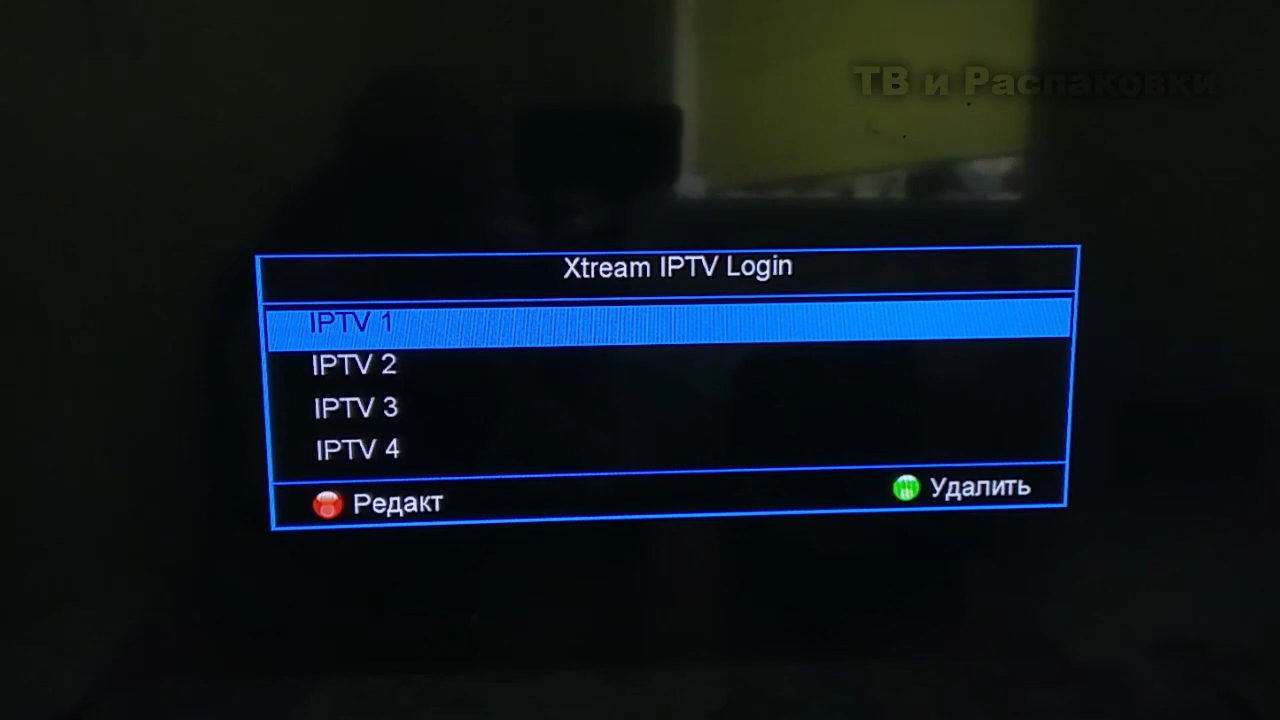 ТВ и Распаковки
Xtream IPTV Login
IPTV 1
IPTV 2
IPTV 3
IPTV 4
Редакт
Удалить